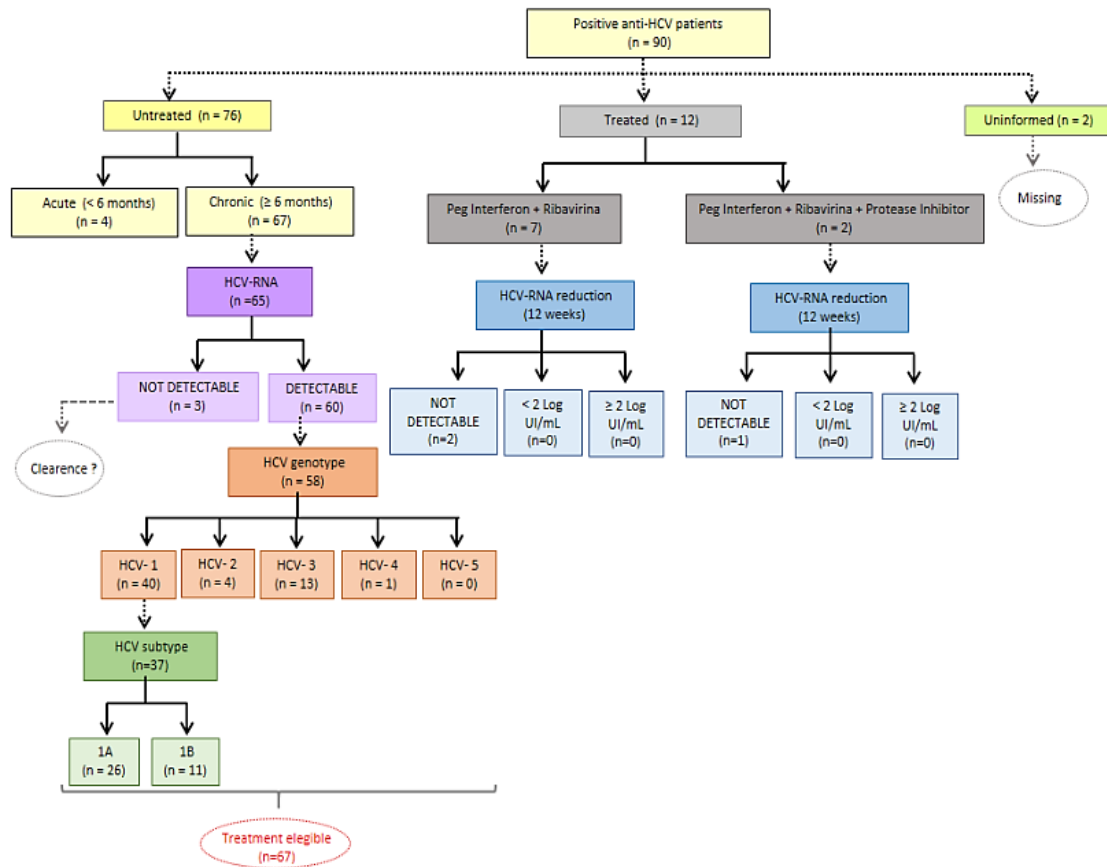 Positive anti-HCV patients
(n = 90)
Untreated (n = 76)
Treated (n = 12)
Uninformed (n = 2)
Acute (< 6 months)
(n = 4)
Chronic (≥ 6 months)
(n = 67)
Peg Interferon + Ribavirina
(n = 7)
Peg Interferon + Ribavirina + Protease Inhibitor
(n = 2)
Missing
HCV-RNA
(n =65)
HCV-RNA reduction
(12 weeks)
HCV-RNA reduction
(12 weeks)
NOT DETECTABLE
(n = 3)
DETECTABLE
(n = 60)
NOT
DETECTABLE
(n=2)
< 2 Log
UI/mL
(n=0)
≥ 2 Log
UI/mL
(n=0)
NOT
DETECTABLE
(n=1)
< 2 Log
UI/mL
(n=0)
≥ 2 Log
UI/mL
(n=0)
Clearence ?
HCV genotype
(n = 58)
HCV- 1
(n = 40)
HCV- 2
(n = 4)
HCV- 3
(n = 13)
HCV- 4
(n = 1)
HCV- 5
(n = 0)
HCV subtype
(n=37)
1A
(n = 26)
1B
(n = 11)
Treatment elegible
(n=67)